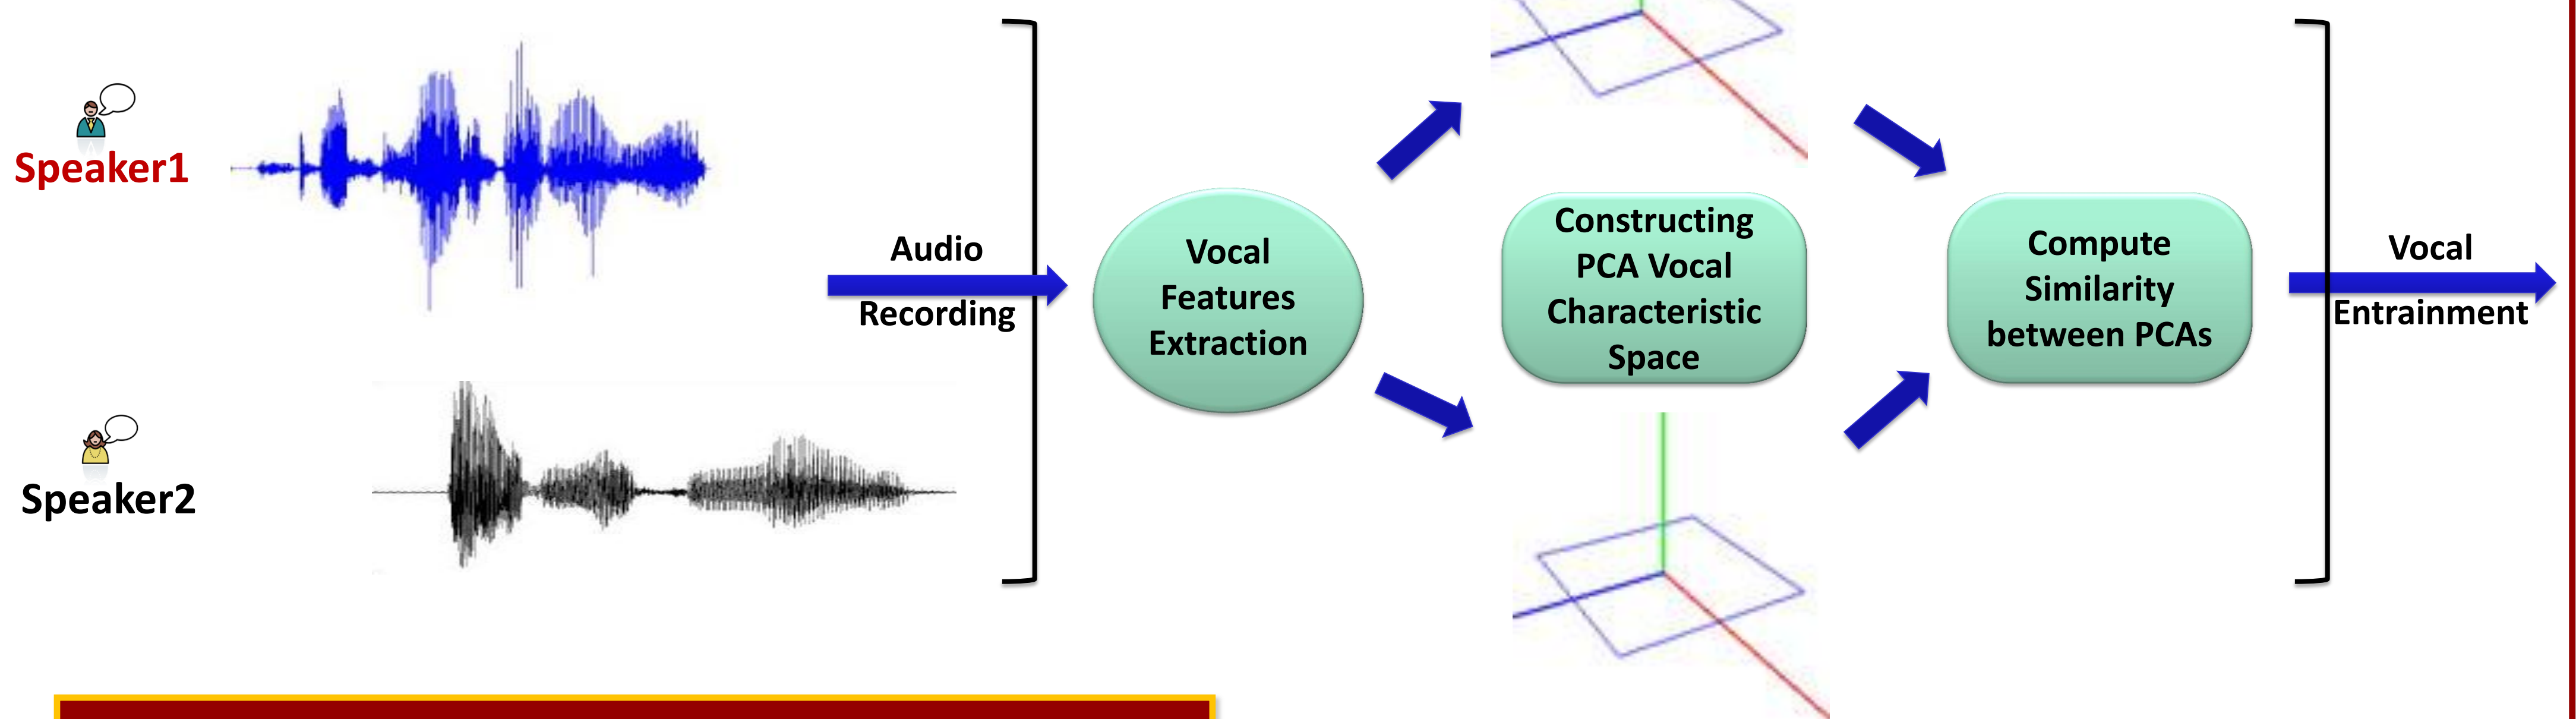 Speaker1
Speaker2
Audio
Recording
Vocal
Features
Extraction
Constructing
PCA Vocal
Characteristic
Space
Compute
Similarity
between PCAs
Vocal
Entrainment